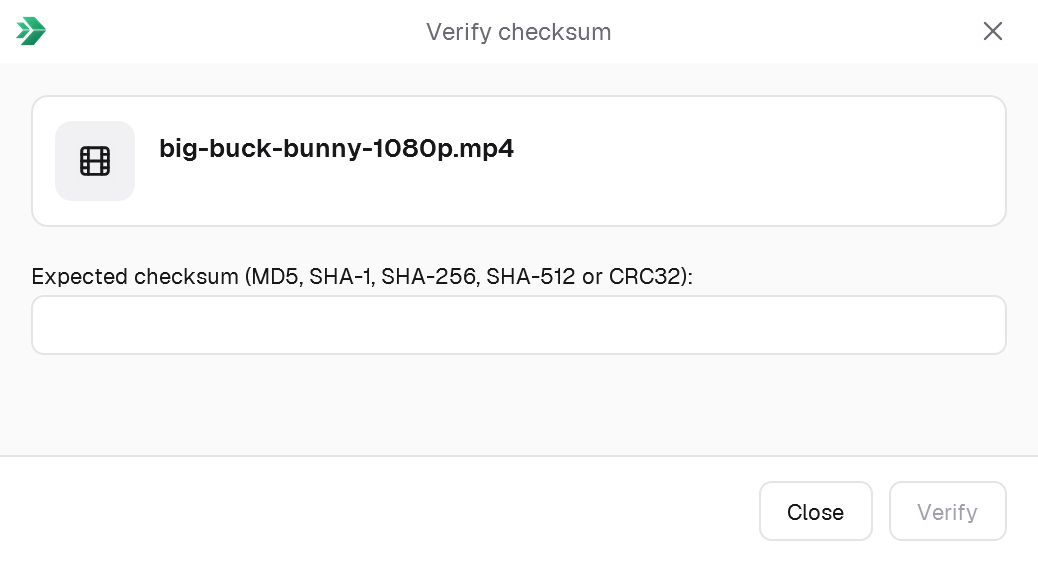 Verify checksum
big-buck-bunny-1080p.mp4
Expected checksum (MD5, SHA-1, SHA-256, SHA-512 or CRC32):
Close
Verify